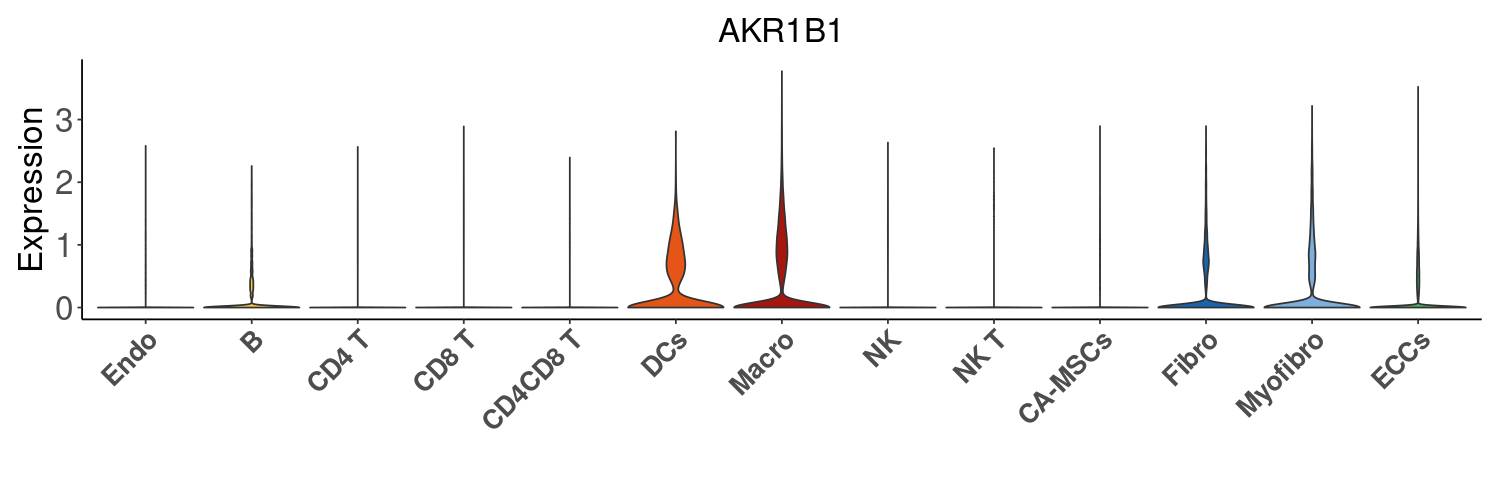 AKR1B1
Expression
3
2
1
0
Endo
B
CD4 T
CD8 T
CD4CD8 T
DCs
Macro
NK
NK T
CA-MSCs
Fibro
Myofibro
ECCs